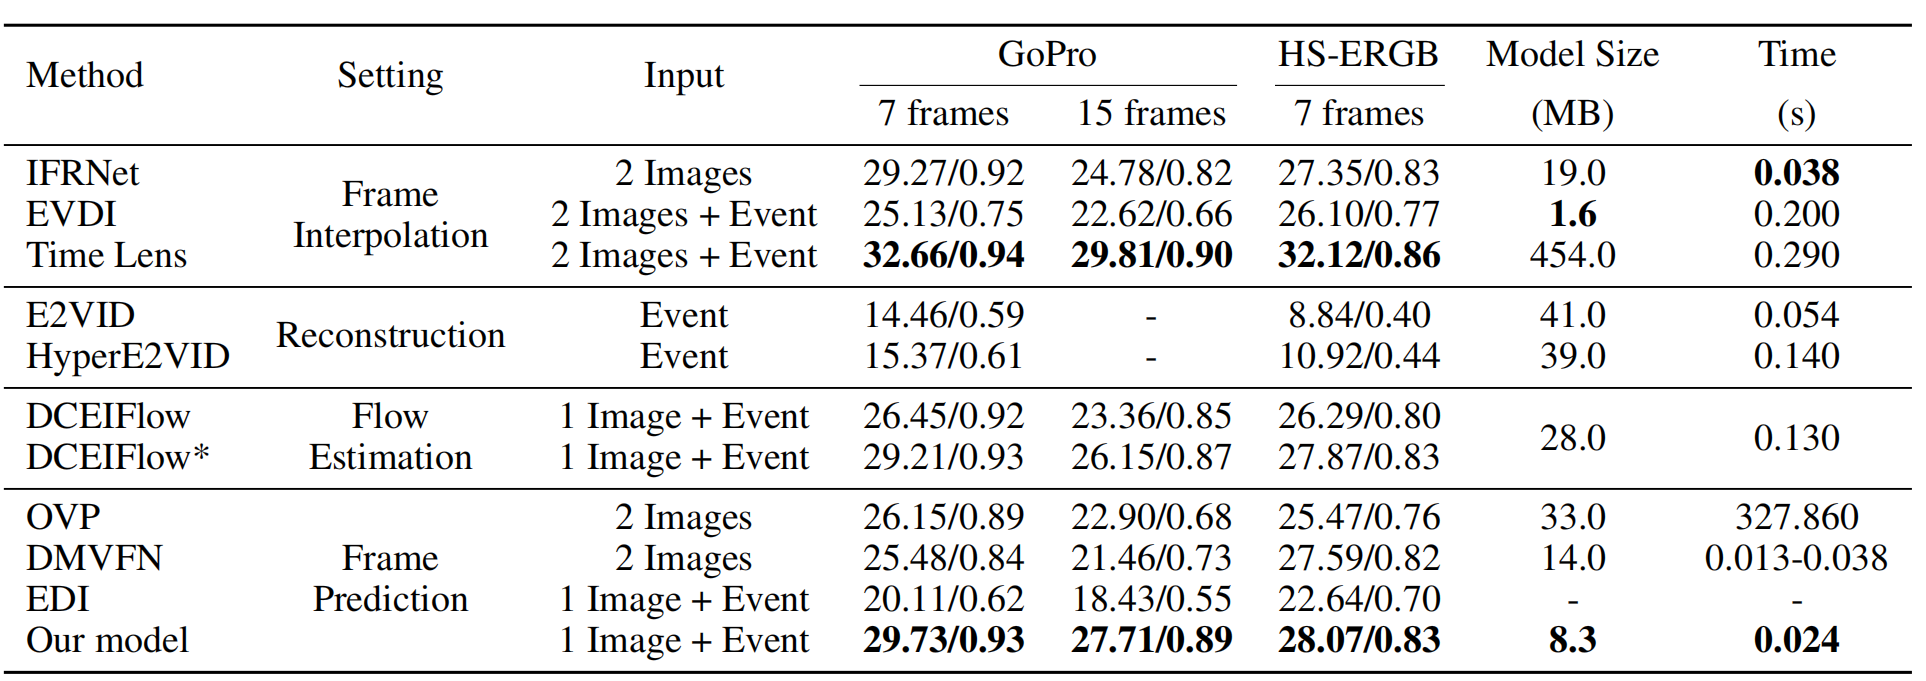 Method Setting Input GoPro HS-ERGB Model Size Time
7 frames 15 frames 7 frames (MB) (s)
IFRNet Frame Interpolation 2 Images 29.27/0.92 24.78/0.82 27.35/0.83 19.0 0.038
EVDI 2 Images + Event 25.13/0.75 22.62/0.66 26.10/0.77 1.6 0.200
Time Lens 2 Images + Event 32.66/0.94 29.81/0.90 32.12/0.86 454.0 0.290
E2VID Reconstruction Event 14.46/0.59 - 8.84/0.40 41.0 0.054
HyperE2VID Event 15.37/0.61 - 10.92/0.44 39.0 0.140
DCEIFlow Flow 1 Image + Event 26.45/0.92 23.36/0.85 26.29/0.80 28.0 0.130
DCEIFlow* Estimation 1 Image + Event 29.21/0.93 26.15/0.87 27.87/0.83
OVP 2 Images 26.15/0.89 22.90/0.68 25.47/0.76 33.0 327.860
DMVFN Frame 2 Images 25.48/0.84 21.46/0.73 27.59/0.82 14.0 0.013-0.038
EDI Prediction 1 Image + Event 20.11/0.62 18.43/0.55 22.64/0.70 - -
Our model 1 Image + Event 29.73/0.93 27.71/0.89 28.07/0.83 8.3 0.024